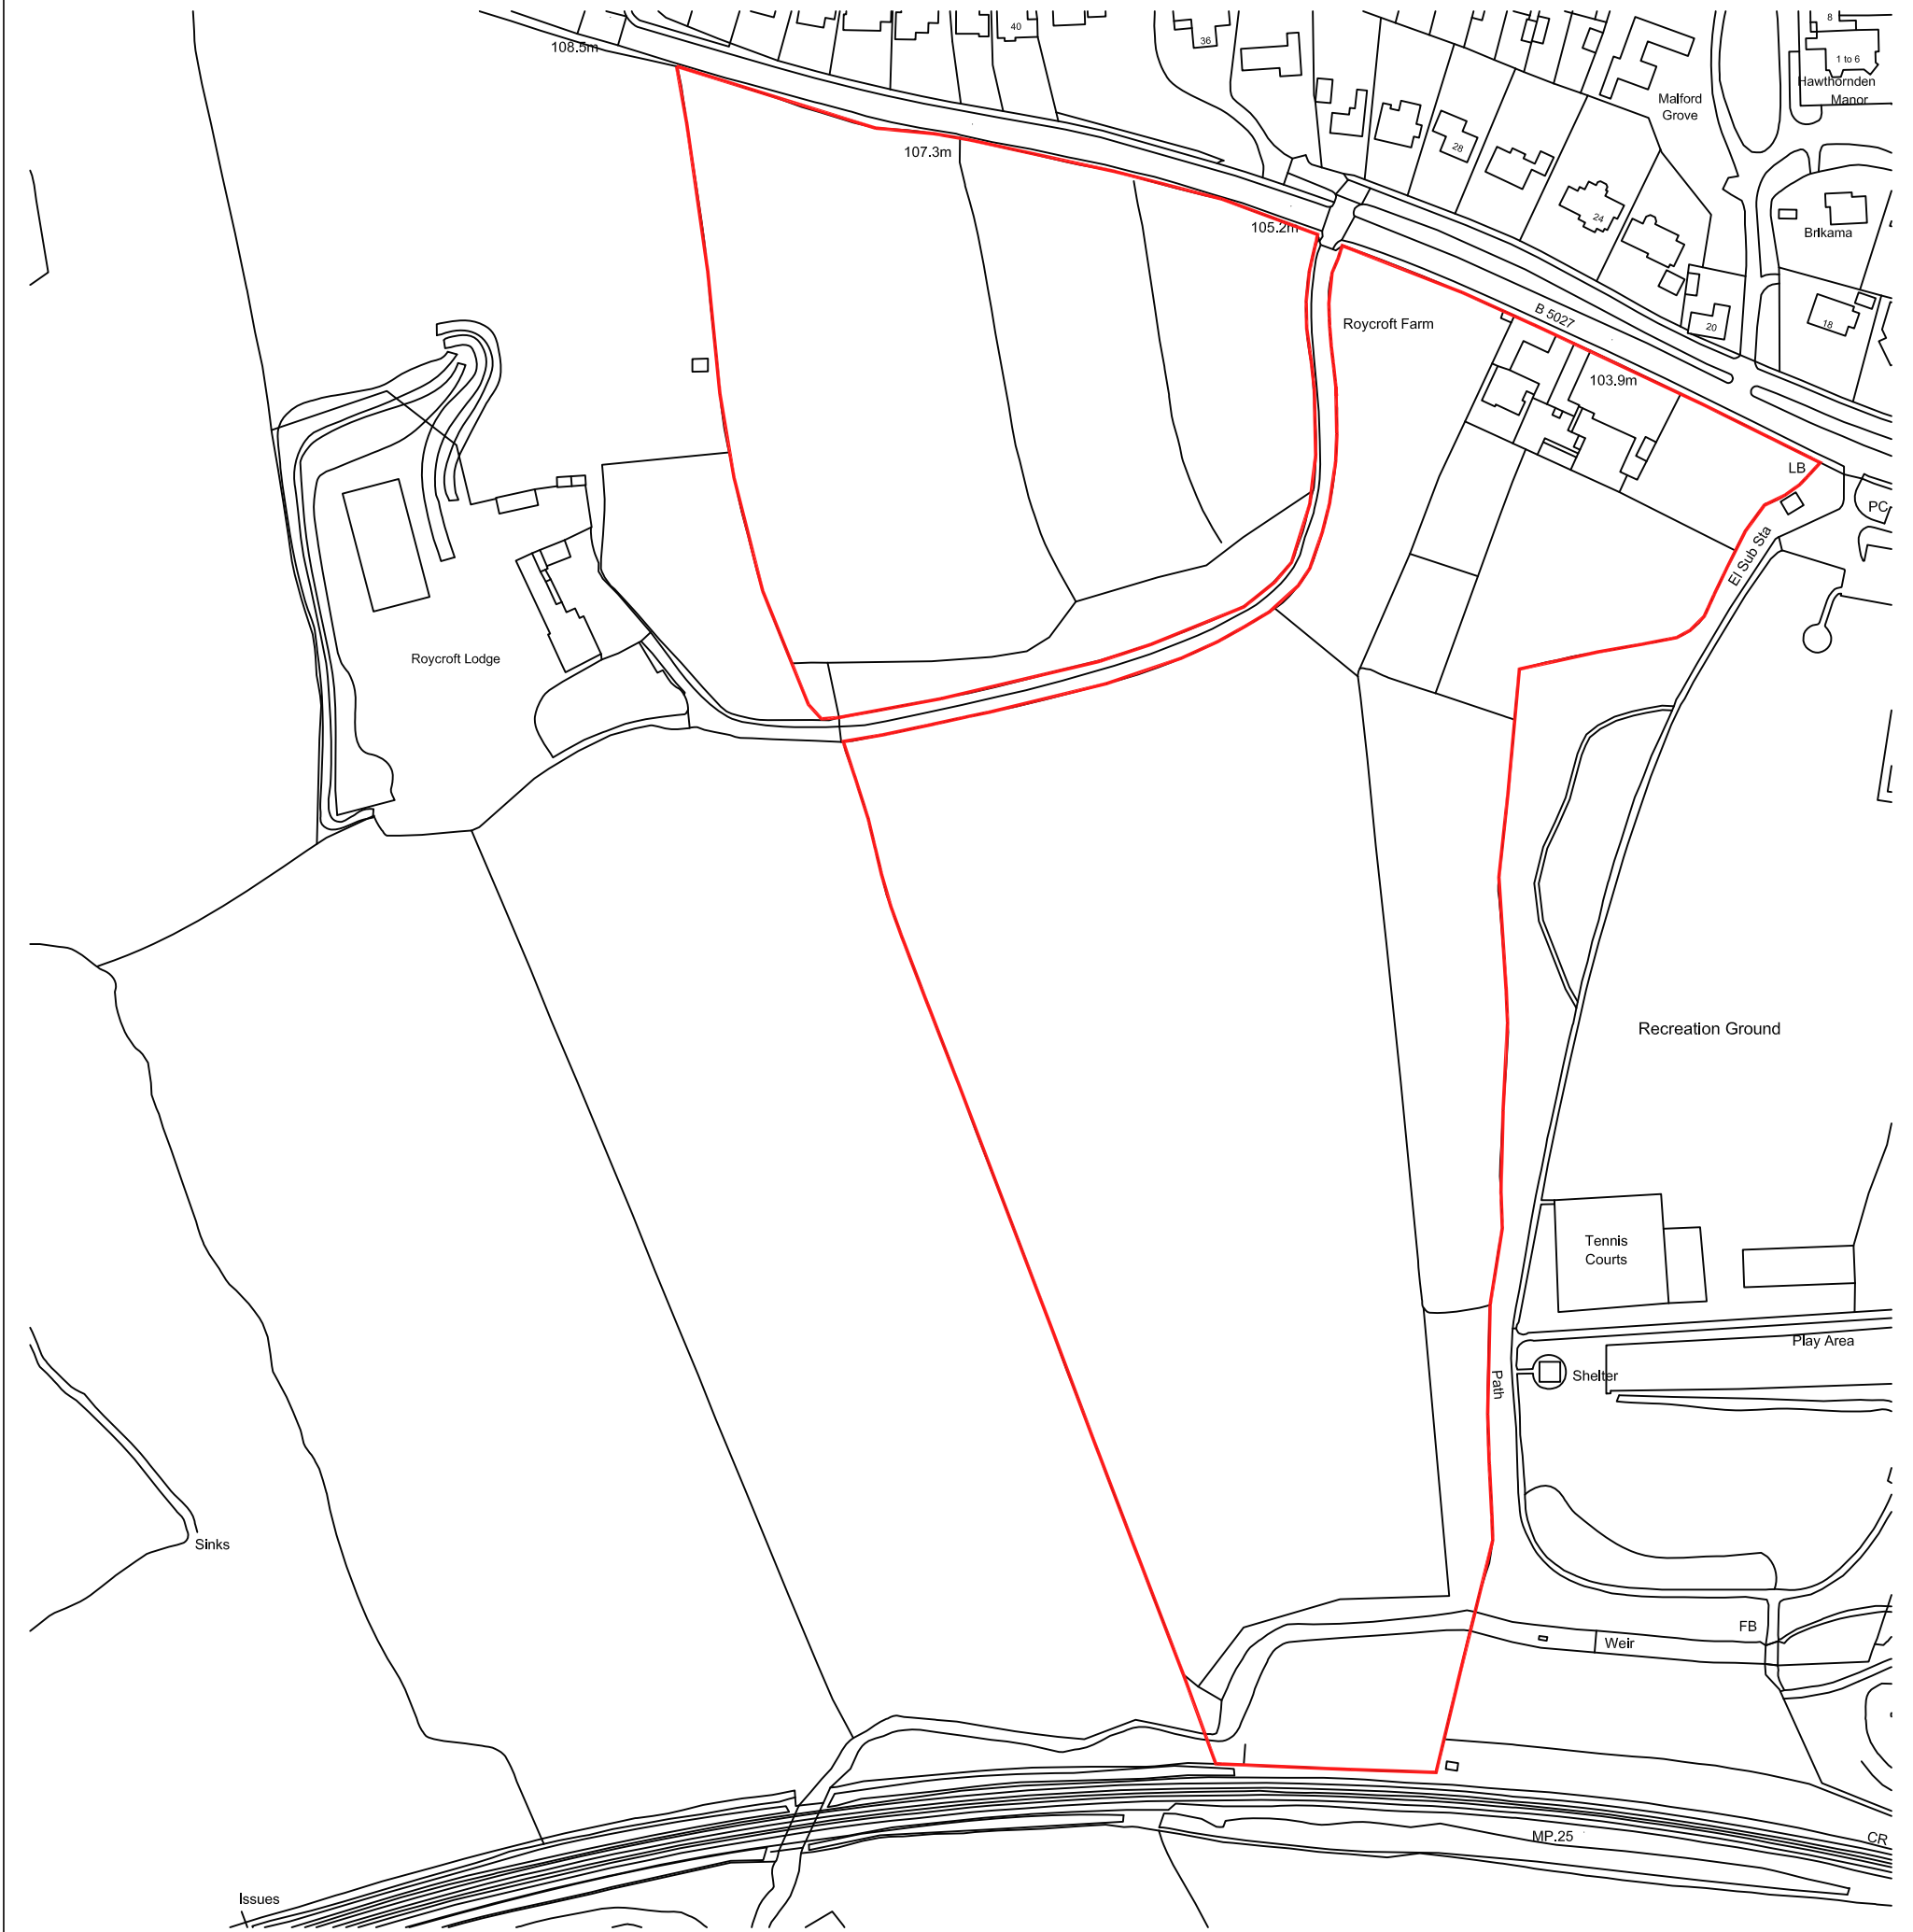 8
40
36
108.5m
1 to 6
Hawthornden
Manor
Malford
Grove
28
107.3m
24
105.2m
Brikama
B 5027
Roycroft Farm
20
18
103.9m
LB
PC
El Sub Sta
Roycroft Lodge
Recreation Ground
Tennis
Courts
Play Area
Path
Shelter
Sinks
FB
Weir
MP.25
CR
Issues